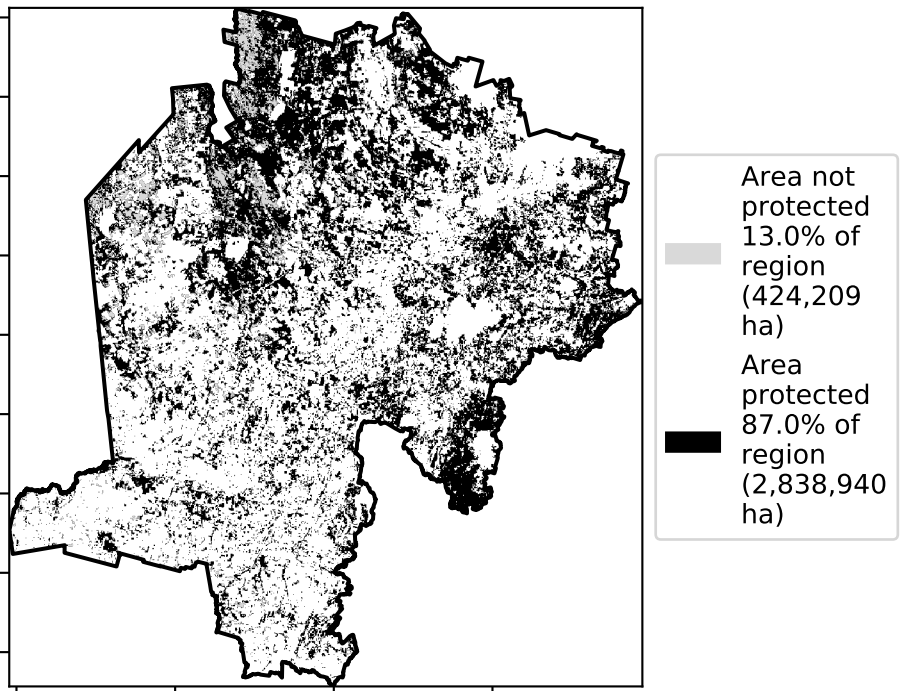 Area not
protected
13.0% of
region
(424,209
ha)
Area
protected
87.0% of
region
(2,838,940
ha)